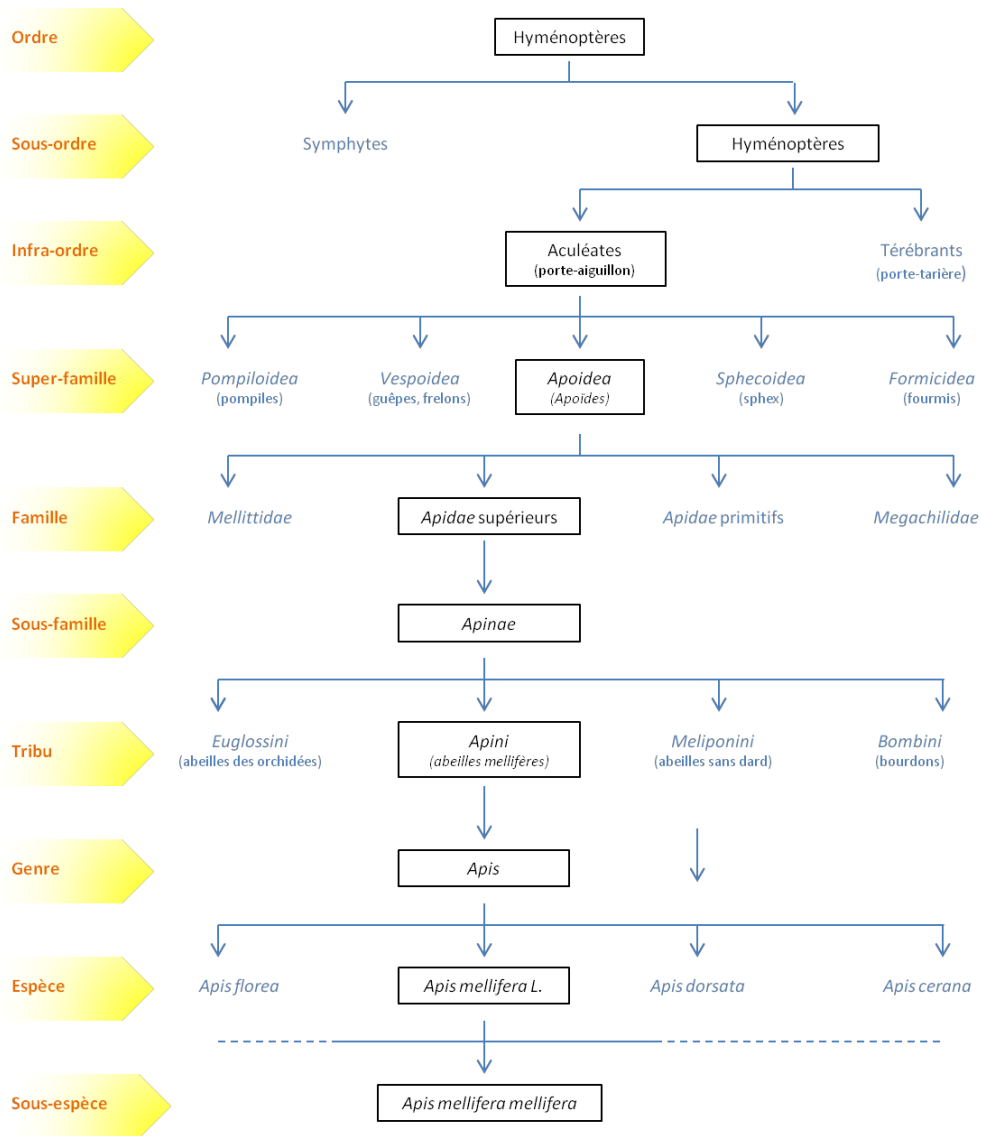 Ordre
Hyménoptères
Sous-ordre
Symphytes
Hyménoptères
Infra-ordre
Aculéates
(porte-aiguillon)
Térébrants
(porte-tarière)
Super-famille
Pompiloidea
(pompiles)
Vespoidea
(guêpes, frelons)
Apoidea
(Apoïdes)
Sphecoidea
(sphex)
Formicidea
(fourmis)
Famille
Mellittidae
Apidae supérieurs
Apidae primitifs
Megachilidae
Sous-famille
Apinae
Tribu
Euglossini
(abeilles des orchidées)
Apini
(abeilles mellifères)
Meliponini
(abeilles sans dard)
Bombini
(bourdons)
Genre
Apis
Espèce
Apis florea
Apis mellifera L.
Apis dorsata
Apis cerana
Sous-espèce
Apis mellifera mellifera